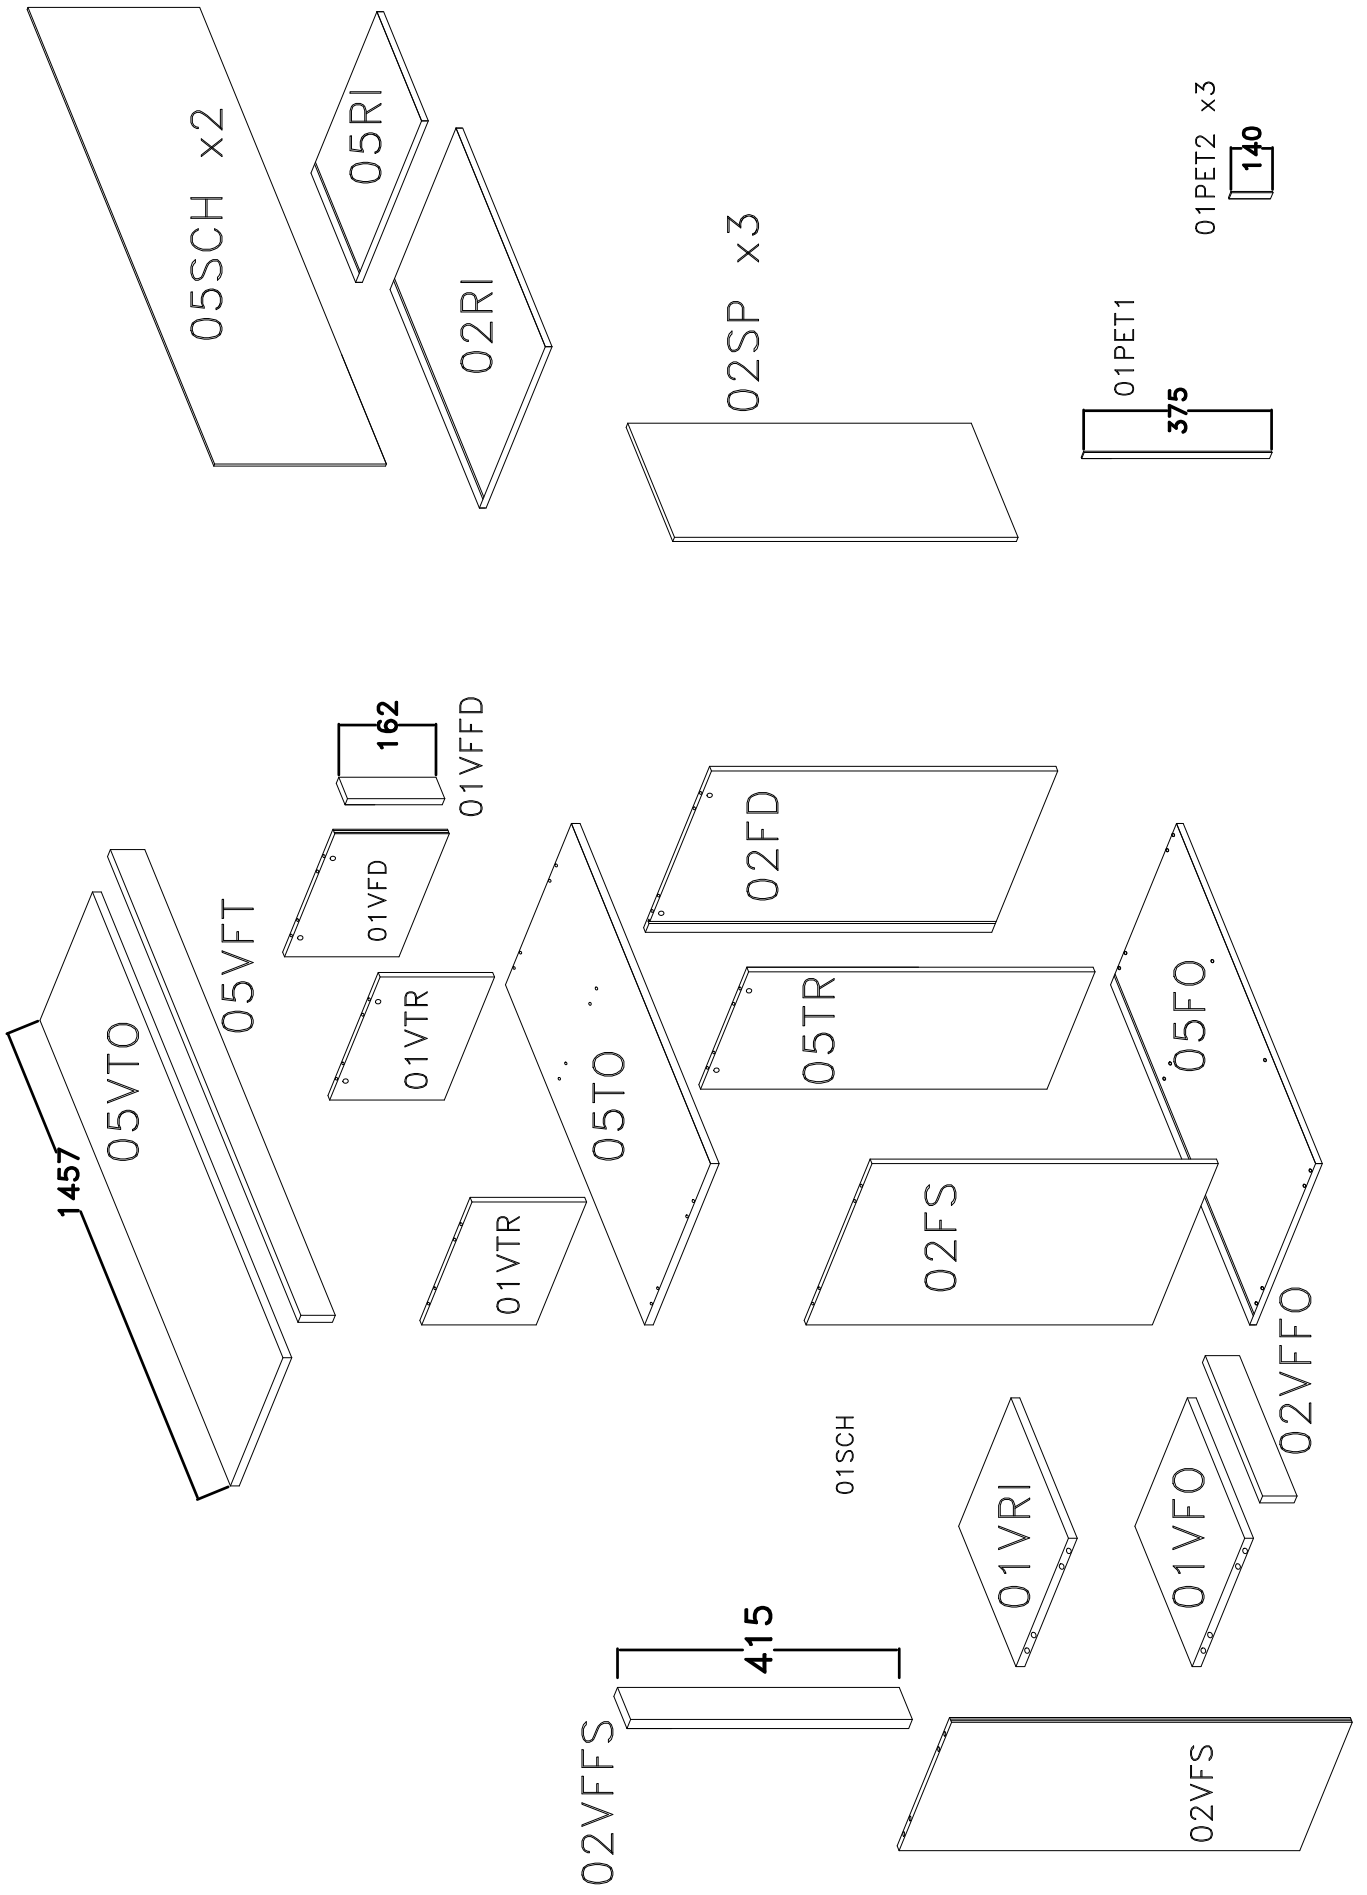 05SCH x2
05RI
02RI
02SP x3
01PET2 x3
140
01PET1
375
1457
05VTO
05VFT
162
01VFFD
01VFD
01VTR
01VTR
05TO
02FD
05TR
02FS
05FO
02VFFS
415
01SCH
01VRI
01VFO
02VFFO
02VFS